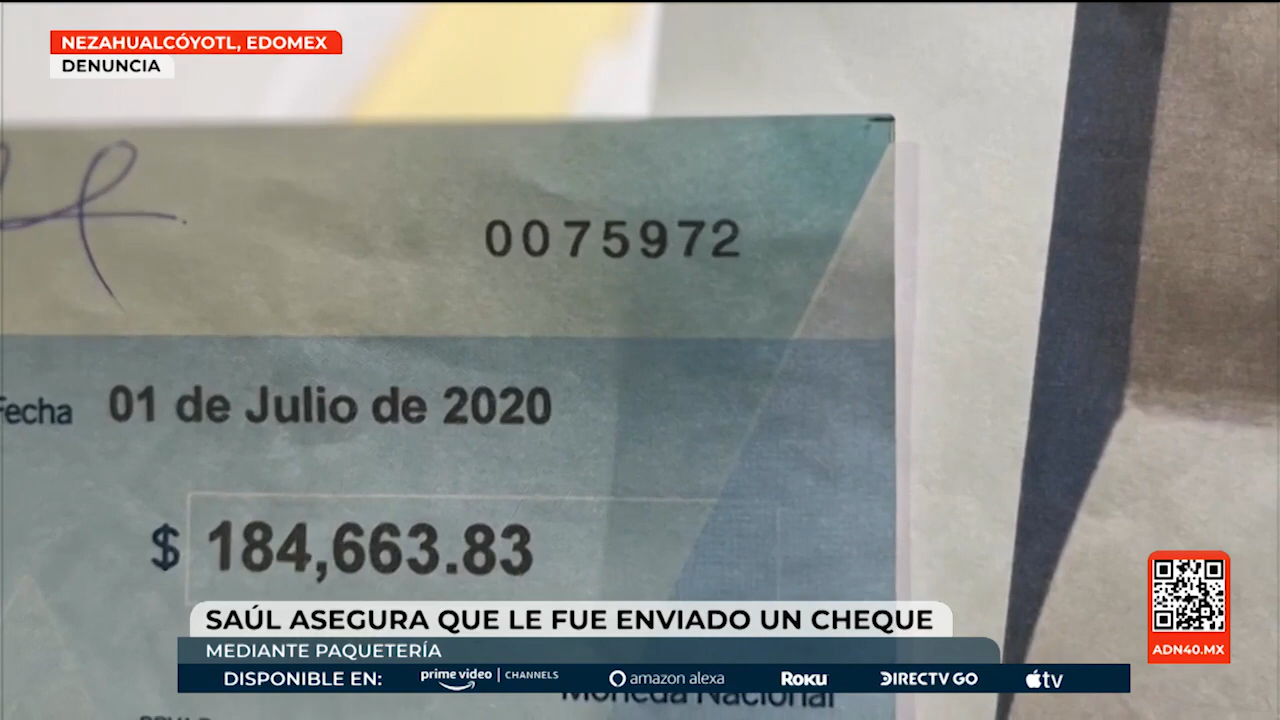 NEZAHUALCÓYOTL, EDOMEX
DENUNCIA
0075972
Fecha 01 de Julio de 2020
$ 184,663.83
SAÚL ASEGURA QUE LE FUE ENVIADO UN CHEQUE
MEDIANTE PAQUETERÍA
DISPONIBLE EN: prime video | CHANNELS amazon alexa Roku DIRECTV GO tv
Moneda Nacional
ADN40.MX